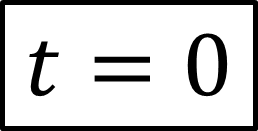 t = 0